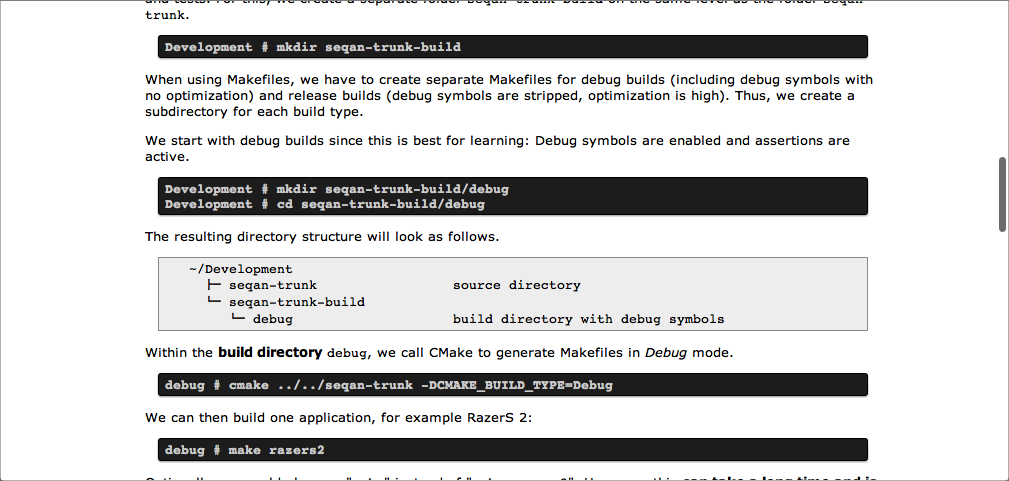 trunk.
Development # mkdir seqan-trunk-build
When using Makefiles, we have to create separate Makefiles for debug builds (including debug symbols with
no optimization) and release builds (debug symbols are stripped, optimization is high). Thus, we create a
subdirectory for each build type.
We start with debug builds since this is best for learning: Debug symbols are enabled and assertions are
active.
Development # mkdir seqan-trunk-build/debug
Development # cd seqan-trunk-build/debug
The resulting directory structure will look as follows.
~/Development
├─ seqan-trunk source directory
└─ seqan-trunk-build
└─ debug build directory with debug symbols
Within the build directory debug, we call CMake to generate Makefiles in Debug mode.
debug # cmake ../../seqan-trunk -DCMAKE_BUILD_TYPE=Debug
We can then build one application, for example RazerS 2:
debug # make razers2